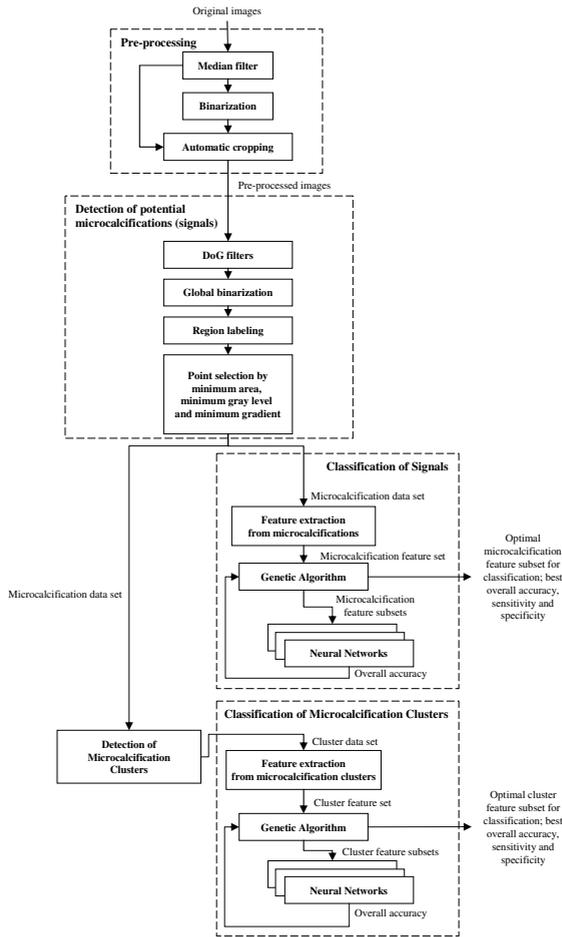 Original images
Pre-processing
Median filter
Binarization
Automatic cropping
Pre-processed images
Detection of potential
microcalcifications (signals)
DoG filters
Global binarization
Region labeling
Point selection by
minimum area,
minimum gray level
and minimum gradient
Classification of Signals
Microcalcification data set
Feature extraction
from microcalcifications
Microcalcification feature set
Genetic Algorithm
Microcalcification
feature subsets
Neural Networks
Overall accuracy
Optimal
microcalcification
feature subset for
classification; best
overall accuracy,
sensitivity and
specificity
Microcalcification data set
Classification of Microcalcification Clusters
Detection of
Microcalcification
Clusters
Cluster data set
Feature extraction
from microcalcification clusters
Cluster feature set
Genetic Algorithm
Cluster feature subsets
Neural Networks
Overall accuracy
Optimal cluster
feature subset for
classification; best
overall accuracy,
sensitivity and
specificity